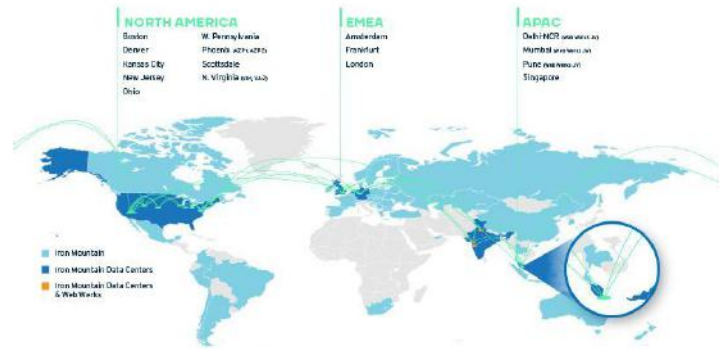 NORTH AMERICA
Boston
Denver
Kansas City
New Jersey
Ohio
W. Pennsylvania
Phoenix
Scottsdale
N. Virginia
EMEA
Amsterdam
Frankfurt
London
APAC
Delhi NCR
Mumbai
Pune
Singapore
Iron Mountain
Iron Mountain Data Centers
Iron Mountain Data Centers
& Web Werks